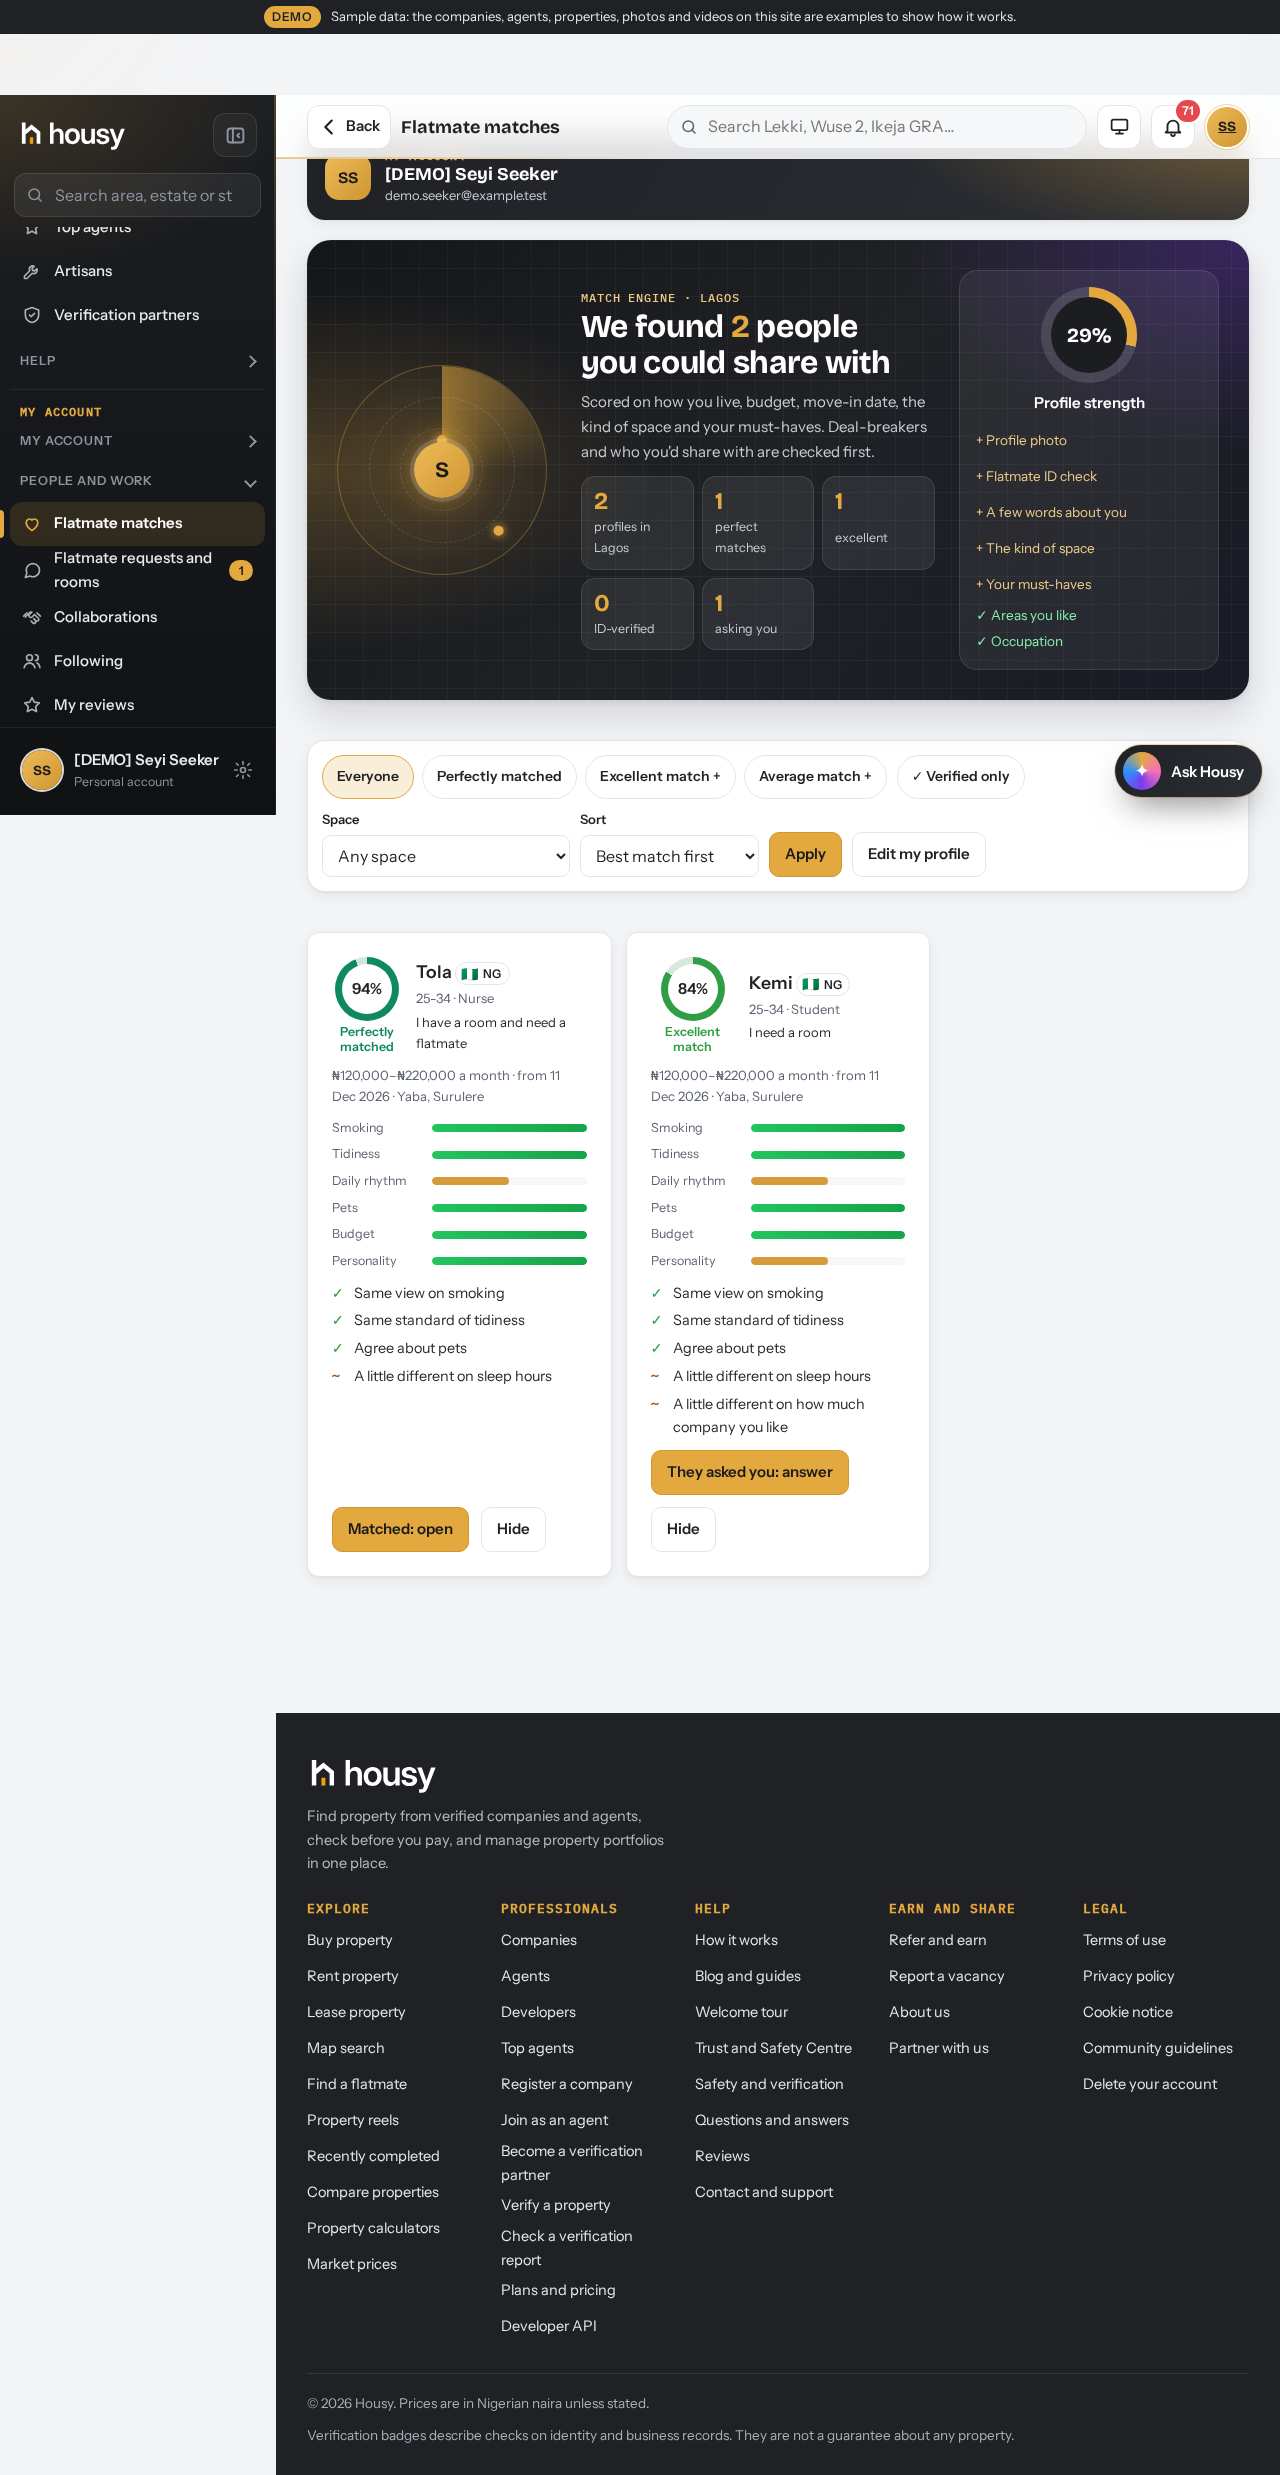 DEMO Sample data: the companies, agents, properties, photos and videos on this site are examples to show how it works.
housy
Search area, estate or st
Top agents
Artisans
Verification partners
HELP
MY ACCOUNT
MY ACCOUNT
PEOPLE AND WORK
Flatmate matches
Flatmate requests and
rooms
1
Collaborations
Following
My reviews
SS
[DEMO] Seyi Seeker
Personal account
Back
Flatmate matches
Search Lekki, Wuse 2, Ikeja GRA...
71
SS
SS
[DEMO] Seyi Seeker
demo.seeker@example.test
S
MATCH ENGINE · LAGOS
We found 2 people
you could share with
Scored on how you live, budget, move-in date, the
kind of space and your must-haves. Deal-breakers
and who you'd share with are checked first.
2
profiles in
Lagos
1
perfect
matches
1
excellent
0
ID-verified
1
asking you
29%
Profile strength
+ Profile photo
+ Flatmate ID check
+ A few words about you
+ The kind of space
+ Your must-haves
✓ Areas you like
✓ Occupation
Everyone
Perfectly matched
Excellent match +
Average match +
✓ Verified only
Ask Housy
Space
Any space
Sort
Best match first
Apply
Edit my profile
94%
Perfectly
matched
Tola 🇳🇬 NG
25-34 · Nurse
I have a room and need a
flatmate
₦120,000–₦220,000 a month · from 11
Dec 2026 · Yaba, Surulere
Smoking
Tidiness
Daily rhythm
Pets
Budget
Personality
✓ Same view on smoking
✓ Same standard of tidiness
✓ Agree about pets
~ A little different on sleep hours
Matched: open
Hide
84%
Excellent
match
Kemi 🇳🇬 NG
25-34 · Student
I need a room
₦120,000–₦220,000 a month · from 11
Dec 2026 · Yaba, Surulere
Smoking
Tidiness
Daily rhythm
Pets
Budget
Personality
✓ Same view on smoking
✓ Same standard of tidiness
✓ Agree about pets
~ A little different on sleep hours
~ A little different on how much
company you like
They asked you: answer
Hide
housy
Find property from verified companies and agents,
check before you pay, and manage property portfolios
in one place.
EXPLORE
Buy property
Rent property
Lease property
Map search
Find a flatmate
Property reels
Recently completed
Compare properties
Property calculators
Market prices
PROFESSIONALS
Companies
Agents
Developers
Top agents
Register a company
Join as an agent
Become a verification
partner
Verify a property
Check a verification
report
Plans and pricing
Developer API
HELP
How it works
Blog and guides
Welcome tour
Trust and Safety Centre
Safety and verification
Questions and answers
Reviews
Contact and support
EARN AND SHARE
Refer and earn
Report a vacancy
About us
Partner with us
LEGAL
Terms of use
Privacy policy
Cookie notice
Community guidelines
Delete your account
© 2026 Housy. Prices are in Nigerian naira unless stated.
Verification badges describe checks on identity and business records. They are not a guarantee about any property.